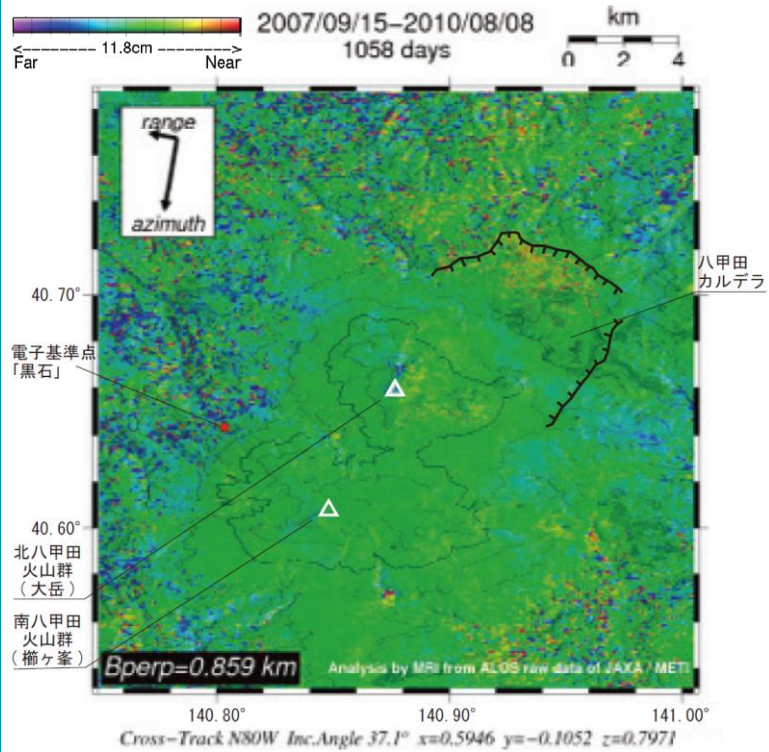 2007/09/15−2010/08/08
1058 days
11.8cm
Far
Near
km
0 2 4
range
azimuth
八甲田
カルデラ
40.70°
電子基準点
「黒石」
40.60°
北八甲田
火山群
（大岳）
南八甲田
火山群
（櫛ヶ峯）
Bperp=0.859 km
Analysis by MRI from ALOS raw data of JAXA / METI
140.80° 140.90° 141.00°
Cross−Track N80W Inc.Angle 37.1° x=0.5946 y=−0.1052 z=0.7971